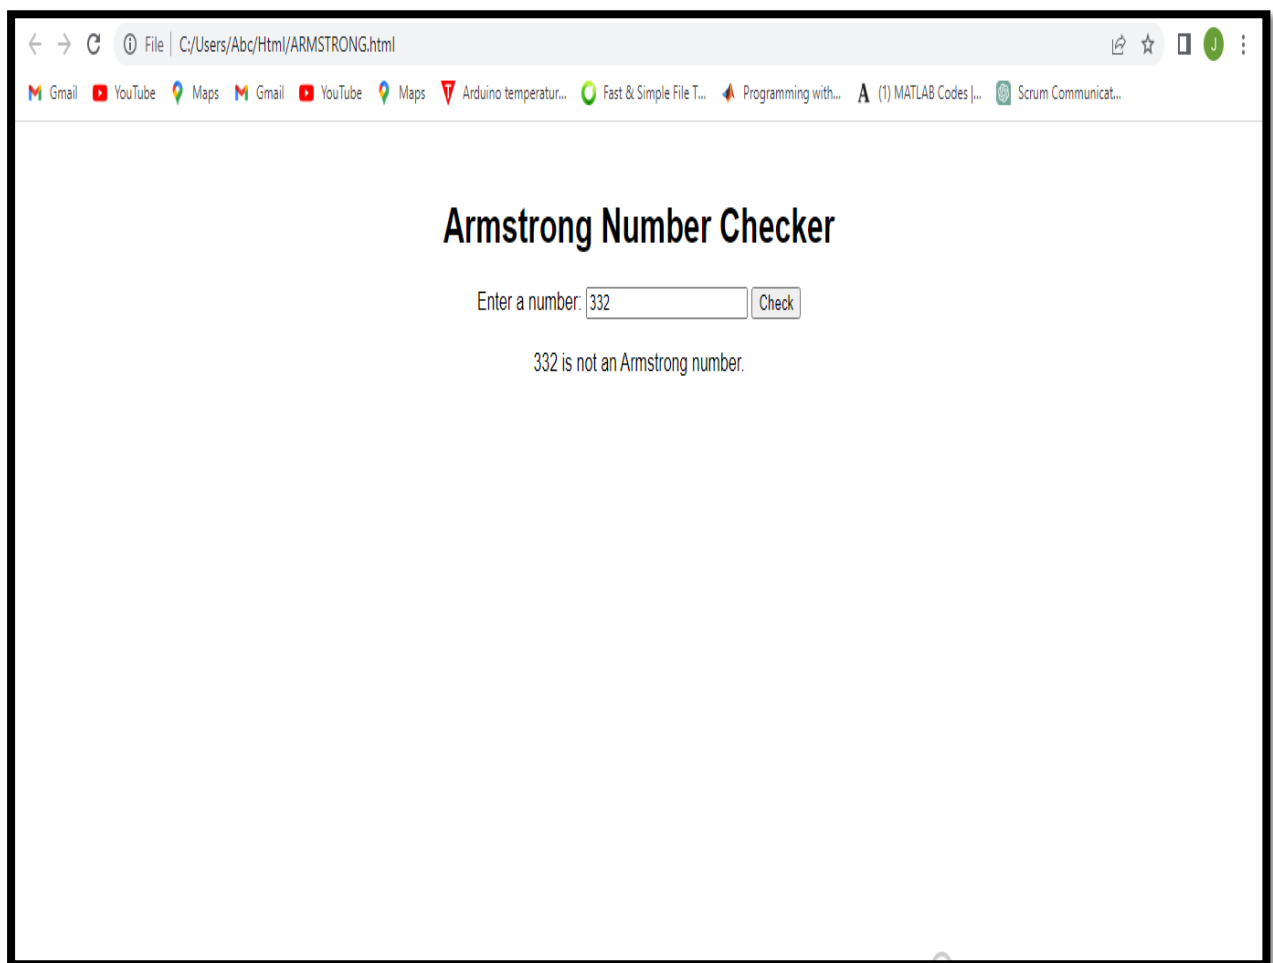 File C:/Users/Abc/Html/ARMSTRONG.html J
Gmail YouTube Maps Gmail YouTube Maps Arduino temperatur... Fast & Simple File T... Programming with... A (1) MATLAB Codes |... Scrum Communicat...
Armstrong Number Checker
Enter a number: 332 Check
332 is not an Armstrong number.